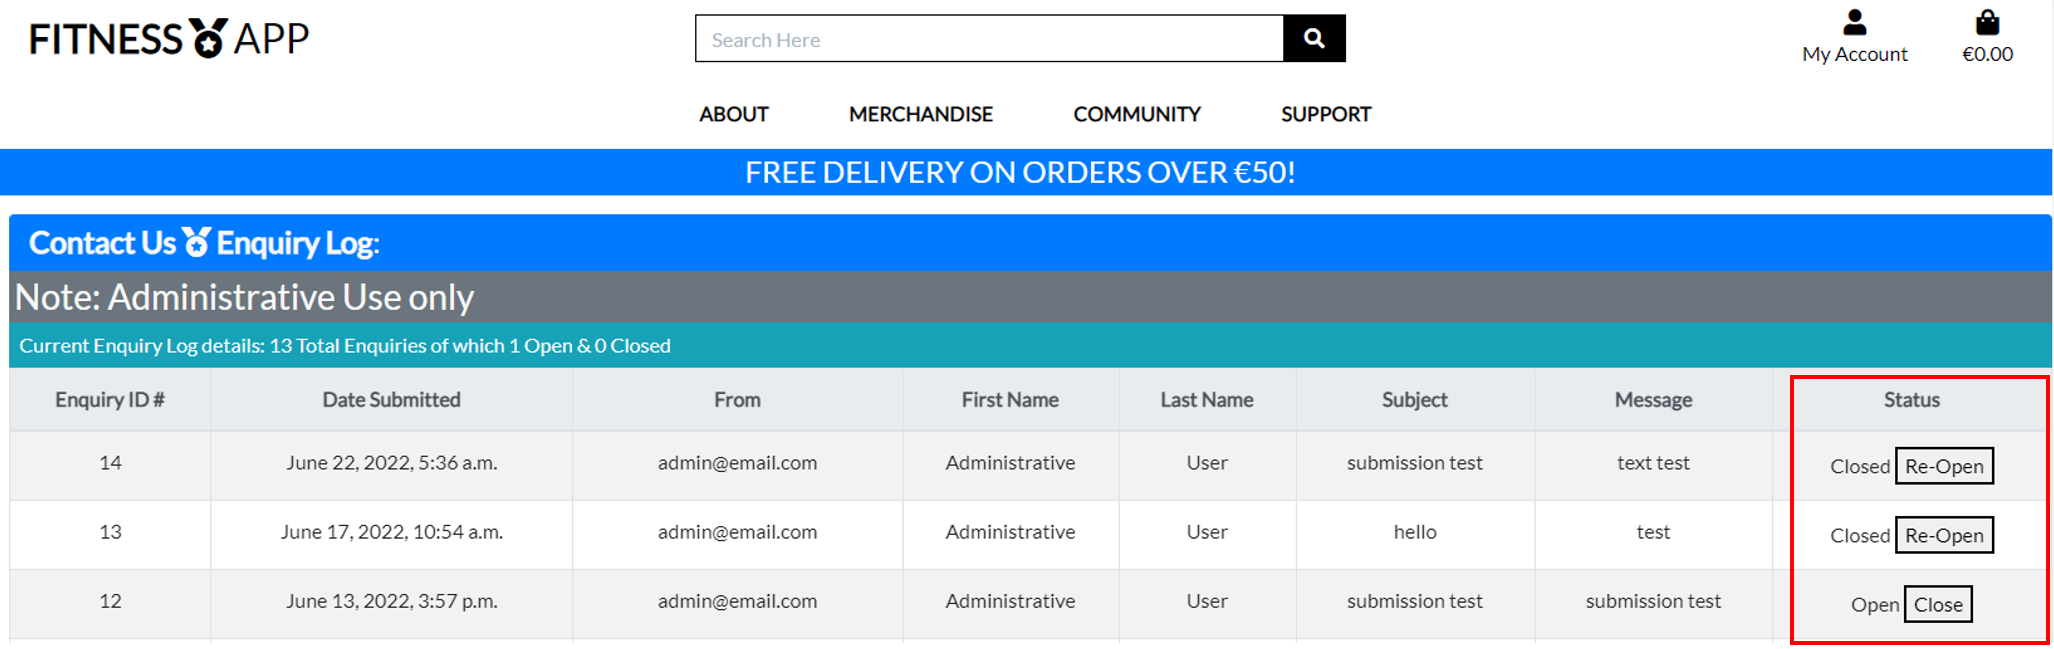 FITNESS APP
Search Here
My Account
€0.00
ABOUT MERCHANDISE COMMUNITY SUPPORT
FREE DELIVERY ON ORDERS OVER €50!
Contact Us Enquiry Log:
Note: Administrative Use only
Current Enquiry Log details: 13 Total Enquiries of which 1 Open & 0 Closed
Enquiry ID # Date Submitted From First Name Last Name Subject Message Status
14 June 22, 2022, 5:36 a.m. admin@email.com Administrative User submission test text test Closed Re-Open
13 June 17, 2022, 10:54 a.m. admin@email.com Administrative User hello test Closed Re-Open
12 June 13, 2022, 3:57 p.m. admin@email.com Administrative User submission test submission test Open Close